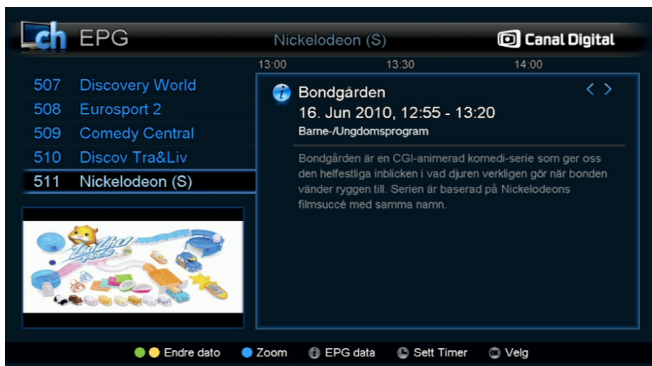 ch EPG
Nickelodeon (S)
Canal Digital
13:00 13:30 14:00
507 Discovery World
508 Eurosport 2
509 Comedy Central
510 Discov Tra&Liv
511 Nickelodeon (S)
Bondgården
16. Jun 2010, 12:55 - 13:20
Barne-/Ungdomsprogram
Bondgården är en CGI-animerad komedi-serie som ger oss
den helfestliga inblicken i vad djuren verkligen gör när bonden
vänder ryggen till. Serien är baserad på Nickelodeons
filmsuccé med samma namn.
ZhuZhu
PETS
Endre dato Zoom EPG data Sett Timer OK Velg